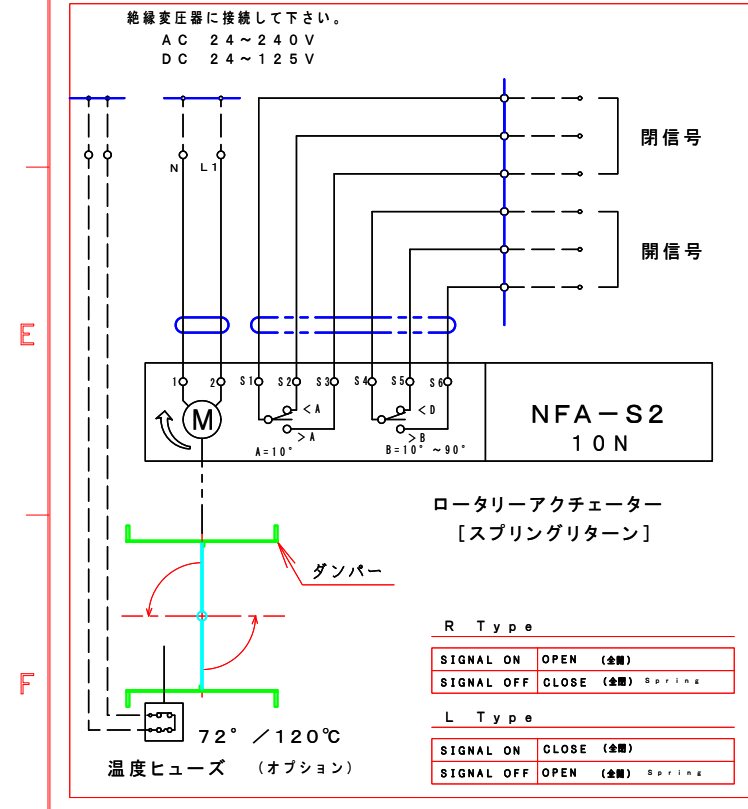 絶縁変圧器に接続して下さい。
AC 24～240V
DC 24～125V
閉信号
N L1
開信号
E
1 2 S1 S2 S3 S4 S5 S6
M
<A
>A
A=10°
<D
>B
B=10° ～90°
NFA－S2
10N
ロータリーアクチェーター
[スプリングリターン]
ダンパー
R Type
SIGNAL ON OPEN (全開)
SIGNAL OFF CLOSE (全閉) Spring
F
L Type
72° ／120℃
SIGNAL ON CLOSE (全閉)
温度ヒューズ (オプション)
SIGNAL OFF OPEN (全開) Spring